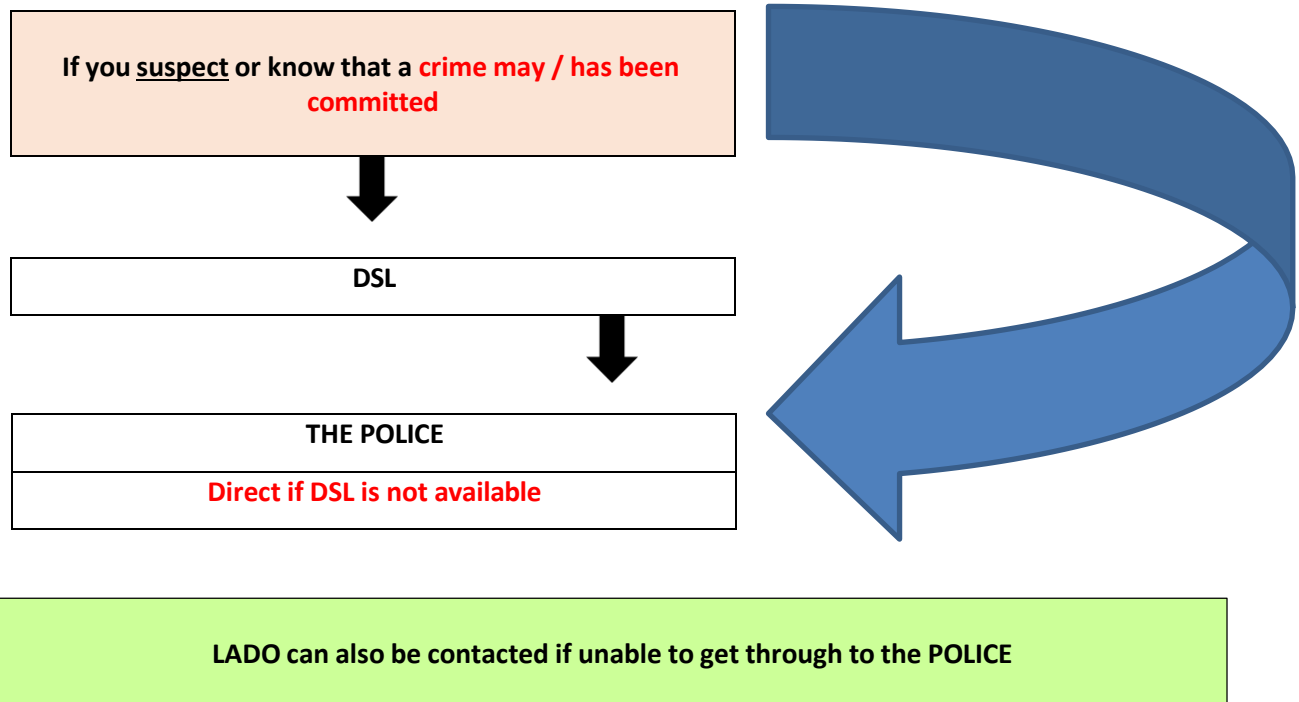 If you suspect or know that a crime may / has been
committed
DSL
THE POLICE
Direct if DSL is not available
LADO can also be contacted if unable to get through to the POLICE